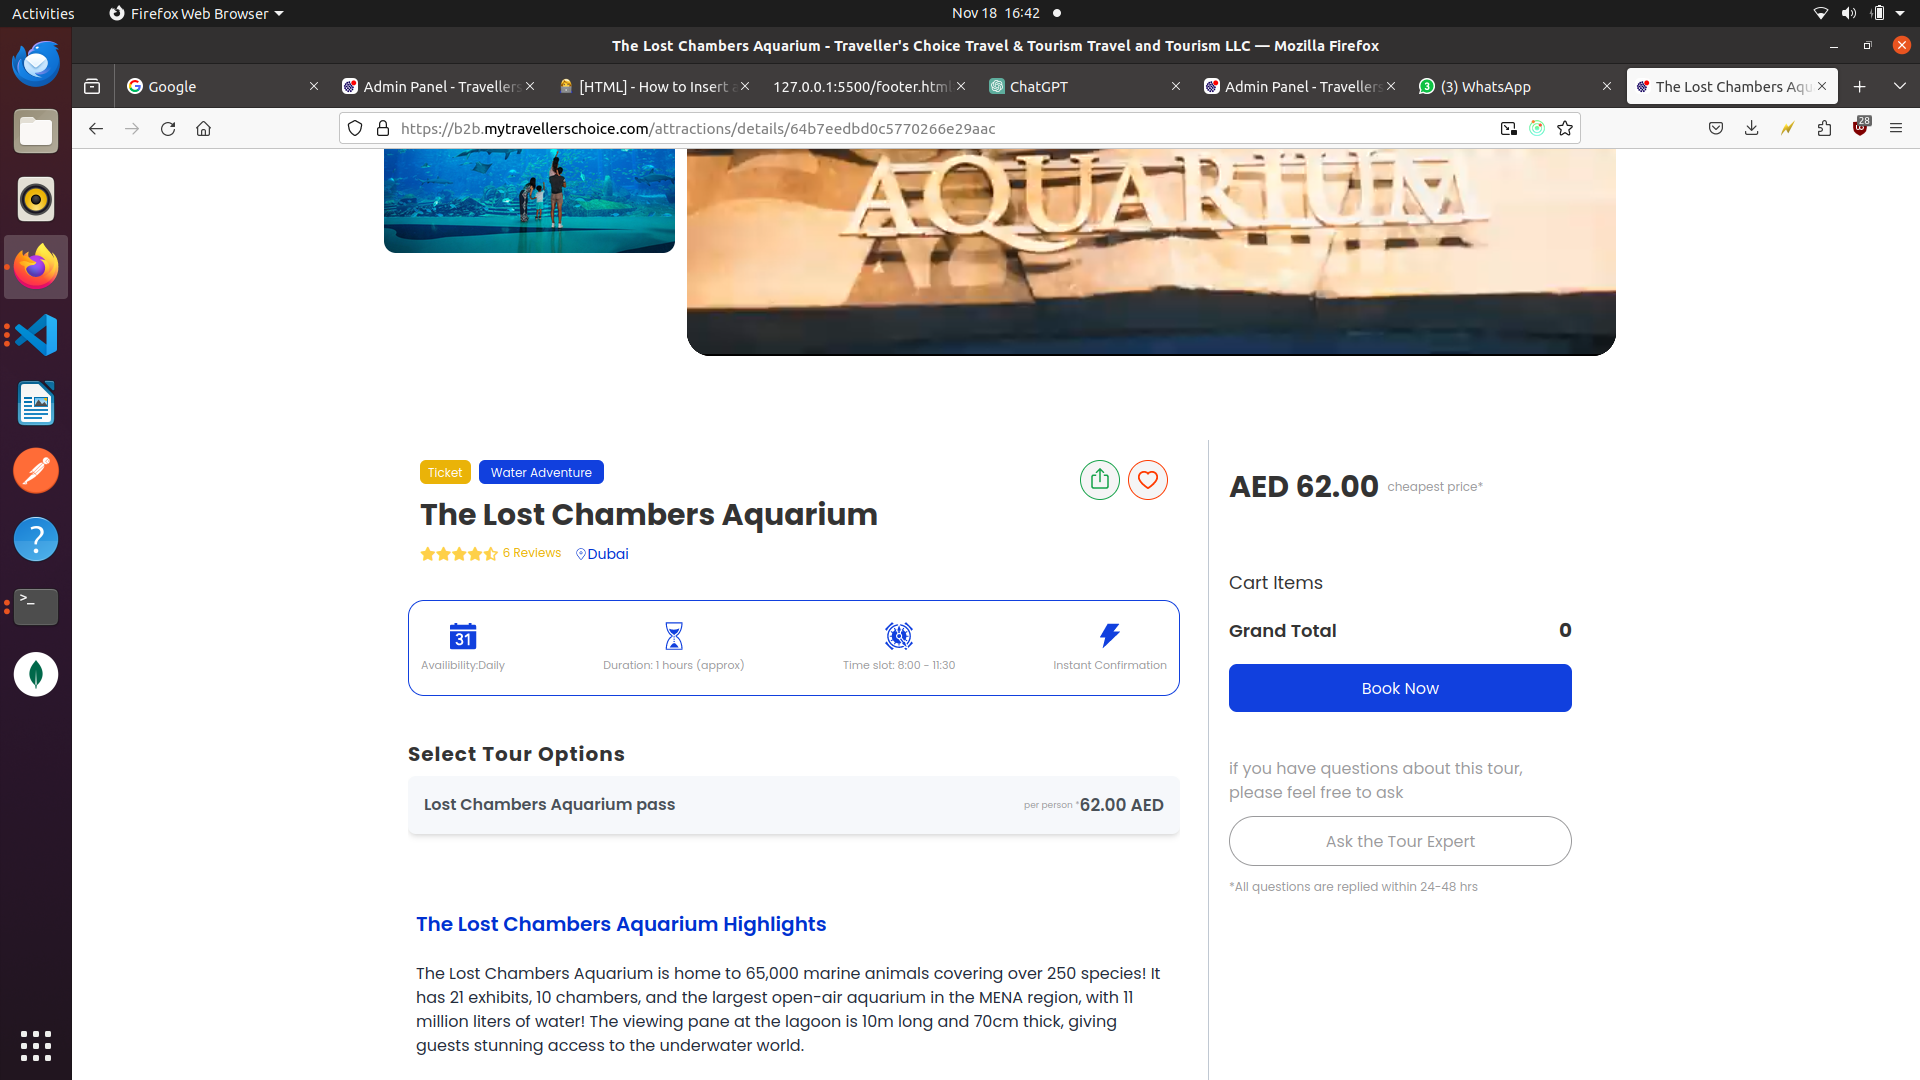 Activities
Firefox Web Browser
Nov 18 16:42
The Lost Chambers Aquarium - Traveller's Choice Travel & Tourism Travel and Tourism LLC — Mozilla Firefox
Google
Admin Panel - Travellers
[HTML] - How to Insert a
127.0.0.1:5500/footer.html
ChatGPT
Admin Panel - Travellers
3
(3) WhatsApp
The Lost Chambers Aqu
https://b2b.mytravellerschoice.com/attractions/details/64b7eedbd0c5770266e29aac
28
AQUARIUM
Ticket
Water Adventure
The Lost Chambers Aquarium
6 Reviews
Dubai
AED 62.00 cheapest price*
31
Availibility:Daily
Duration: 1 hours (approx)
Time slot: 8:00 - 11:30
Instant Confirmation
Cart Items
Grand Total
0
Book Now
Select Tour Options
Lost Chambers Aquarium pass
per person *62.00 AED
if you have questions about this tour,
please feel free to ask
Ask the Tour Expert
*All questions are replied within 24-48 hrs
The Lost Chambers Aquarium Highlights
The Lost Chambers Aquarium is home to 65,000 marine animals covering over 250 species! It
has 21 exhibits, 10 chambers, and the largest open-air aquarium in the MENA region, with 11
million liters of water! The viewing pane at the lagoon is 10m long and 70cm thick, giving
guests stunning access to the underwater world.